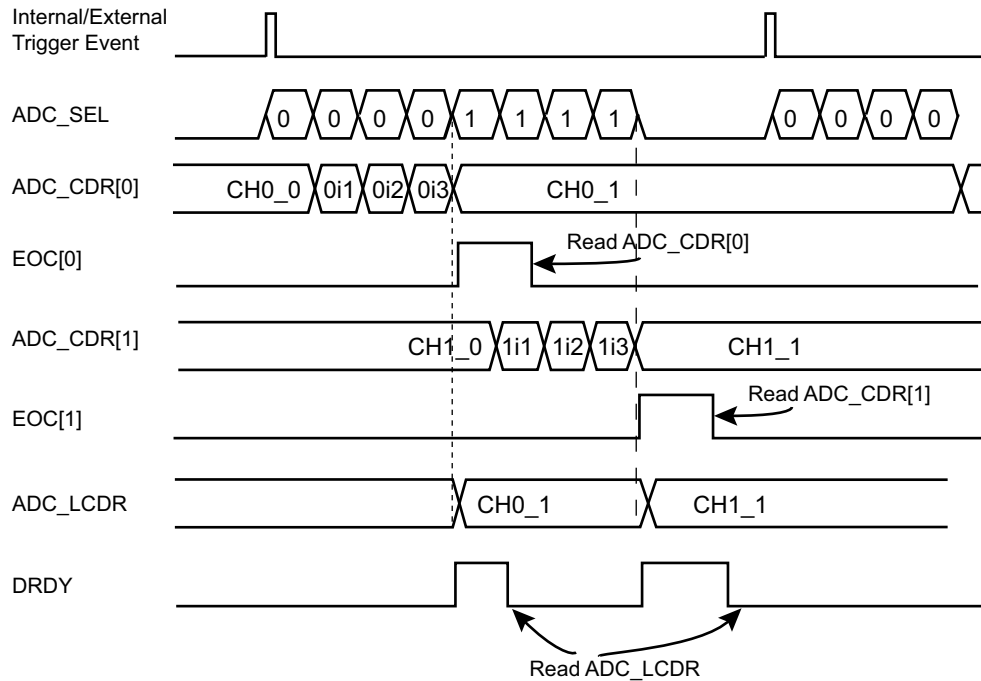 Internal/External
Trigger Event
ADC_SEL
0 0 0 0 1 1 1 1 0 0 0 0
ADC_CDR[0]
CH0_0 0i1 0i2 0i3 CH0_1
EOC[0]
Read ADC_CDR[0]
ADC_CDR[1]
CH1_0 1i1 1i2 1i3 CH1_1
EOC[1]
Read ADC_CDR[1]
ADC_LCDR
CH0_1 CH1_1
DRDY
Read ADC_LCDR